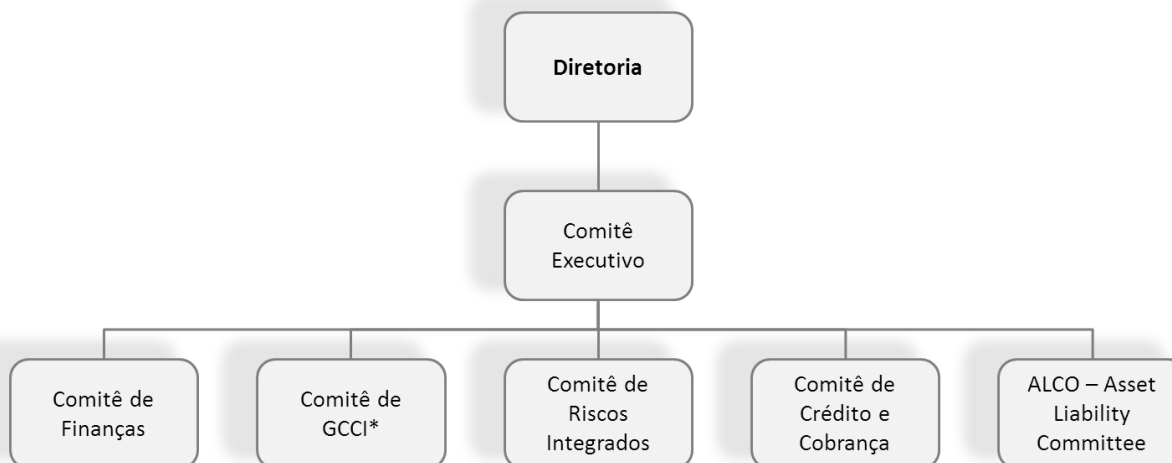 Diretoria
Comitê
Executivo
Comitê de
Finanças
Comitê de
GCCI*
Comitê de
Riscos
Integrados
Comitê de
Crédito e
Cobrança
ALCO – Asset
Liability
Committee